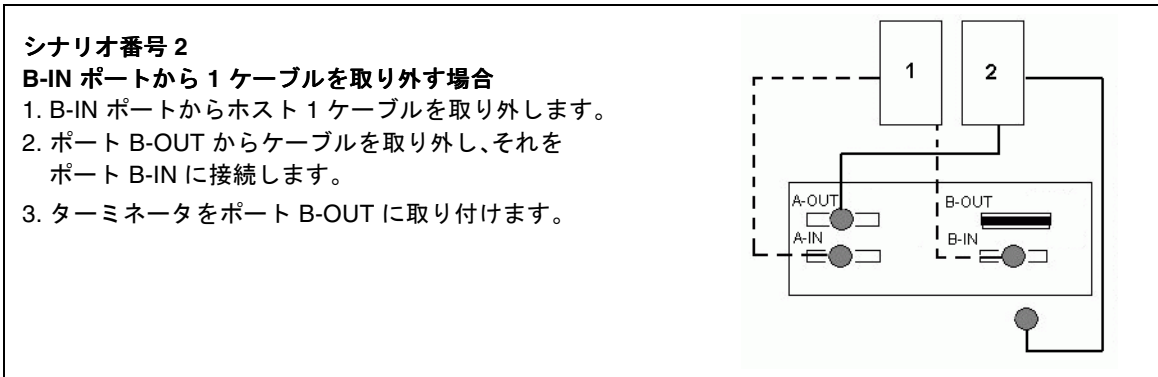 シナリオ番号 2
B-IN ポートから 1 ケーブルを取り外す場合
1. B-IN ポートからホスト 1 ケーブルを取り外します。
2. ポート B-OUT からケーブルを取り外し、それを
ポート B-IN に接続します。
3. ターミネータをポート B-OUT に取り付けます。
1
2
A-OUT
B-OUT
A-IN
B-IN